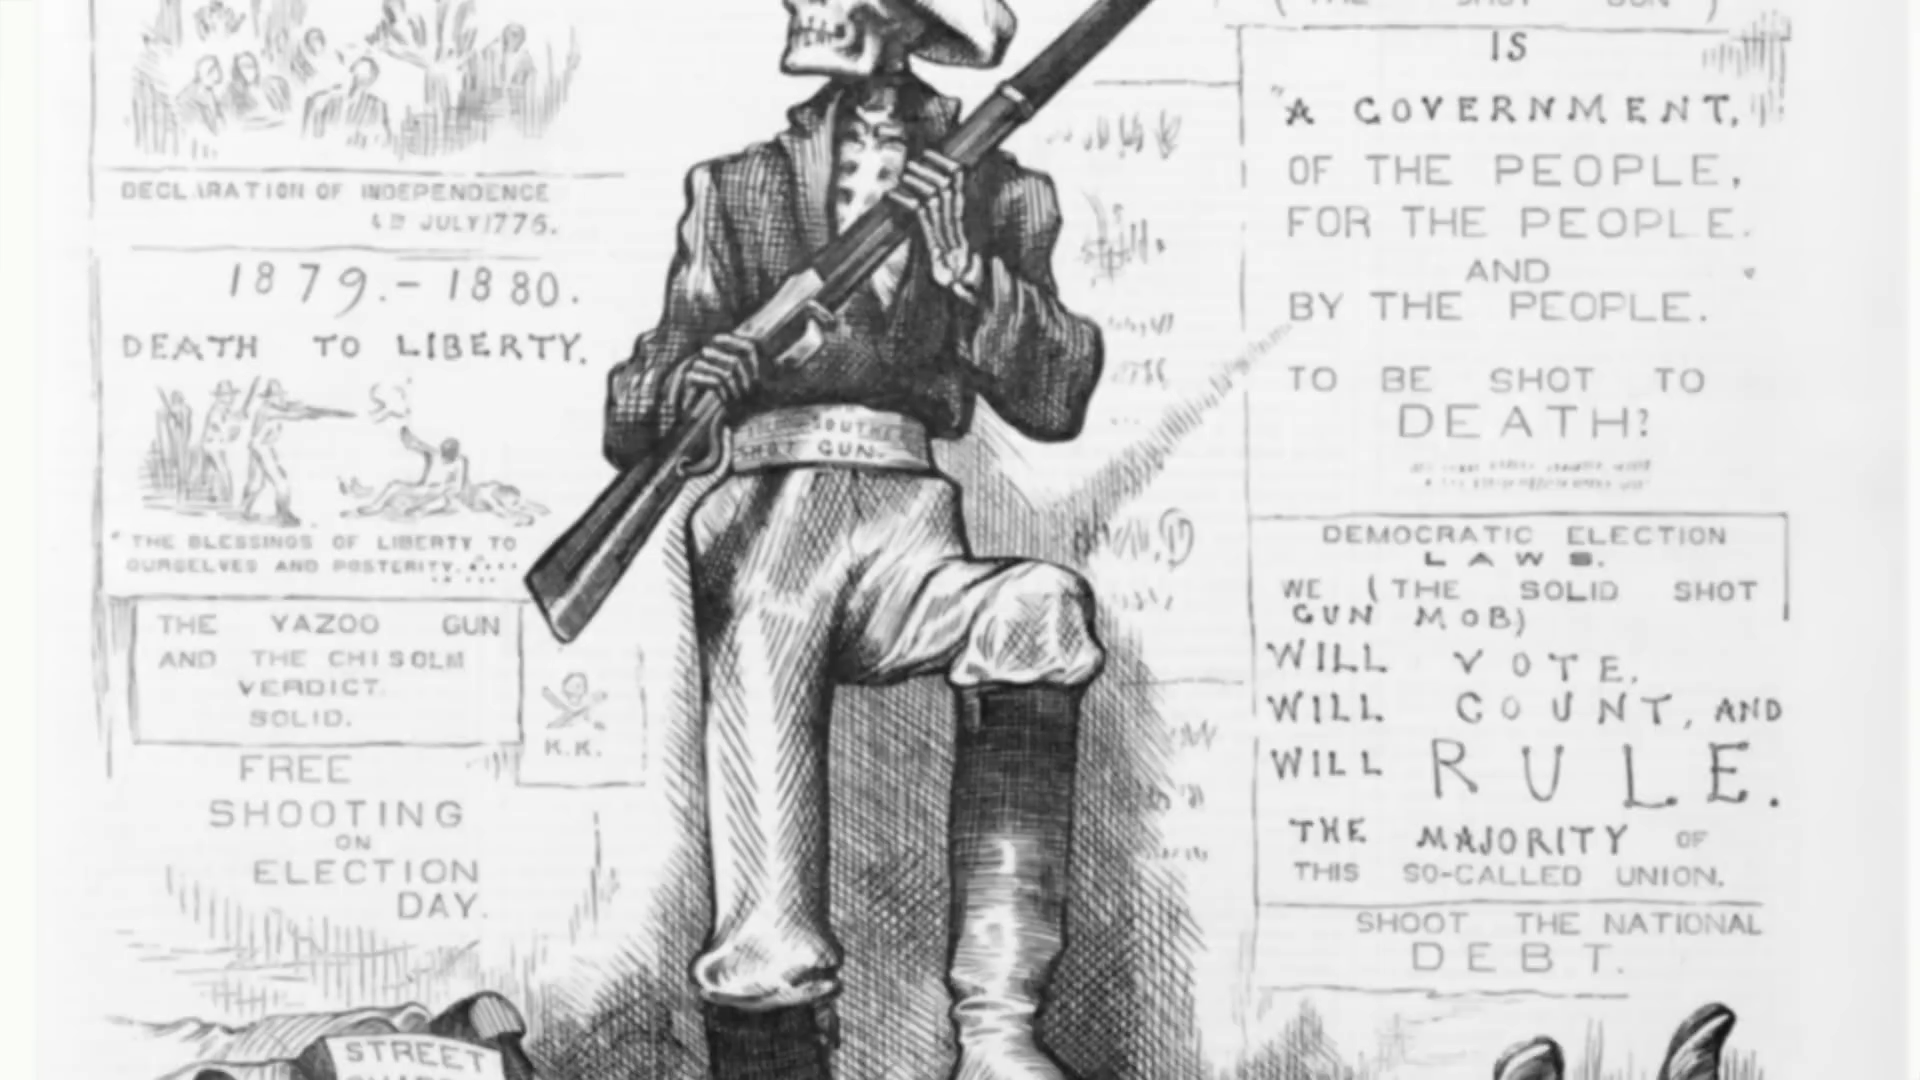 DECLARATION OF INDEPENDENCE
4TH JULY 1776.
1879.-1880.
DEATH TO LIBERTY.
"THE BLESSINGS OF LIBERTY TO
OURSELVES AND POSTERITY.
THE YAZOO GUN
AND THE CHISOLM
VERDICT.
SOLID.
K.K.
FREE
SHOOTING
ON
ELECTION
DAY.
STREET
SHOT GUN.
(THE SHOT GUN)
IS
"A GOVERNMENT,
OF THE PEOPLE,
FOR THE PEOPLE.
AND
BY THE PEOPLE.
TO BE SHOT TO
DEATH?
DEMOCRATIC ELECTION
LAWS.
WE (THE SOLID SHOT
GUN MOB)
WILL VOTE.
WILL COUNT, AND
WILL RULE.
THE MAJORITY OF
THIS SO-CALLED UNION.
SHOOT THE NATIONAL
DEBT.